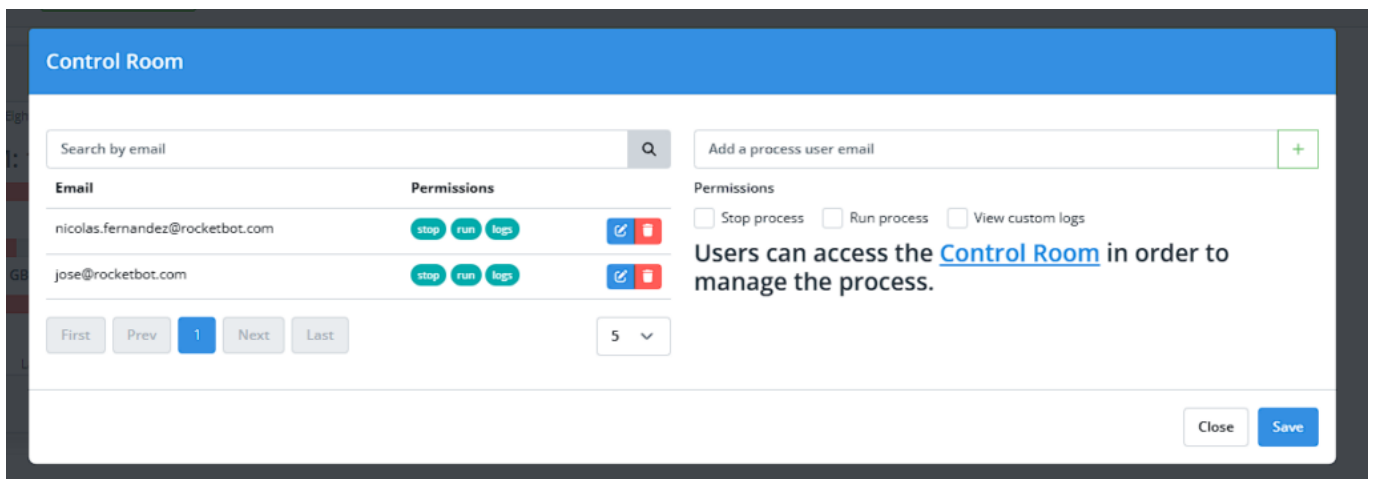 Control Room
Search by email
Add a process user email
+
Email Permissions
Permissions
nicolas.fernandez@rocketbot.com stop run logs
Stop process Run process View custom logs
Users can access the Control Room in order to
manage the process.
jose@rocketbot.com stop run logs
First Prev 1 Next Last 5
Close Save
GB